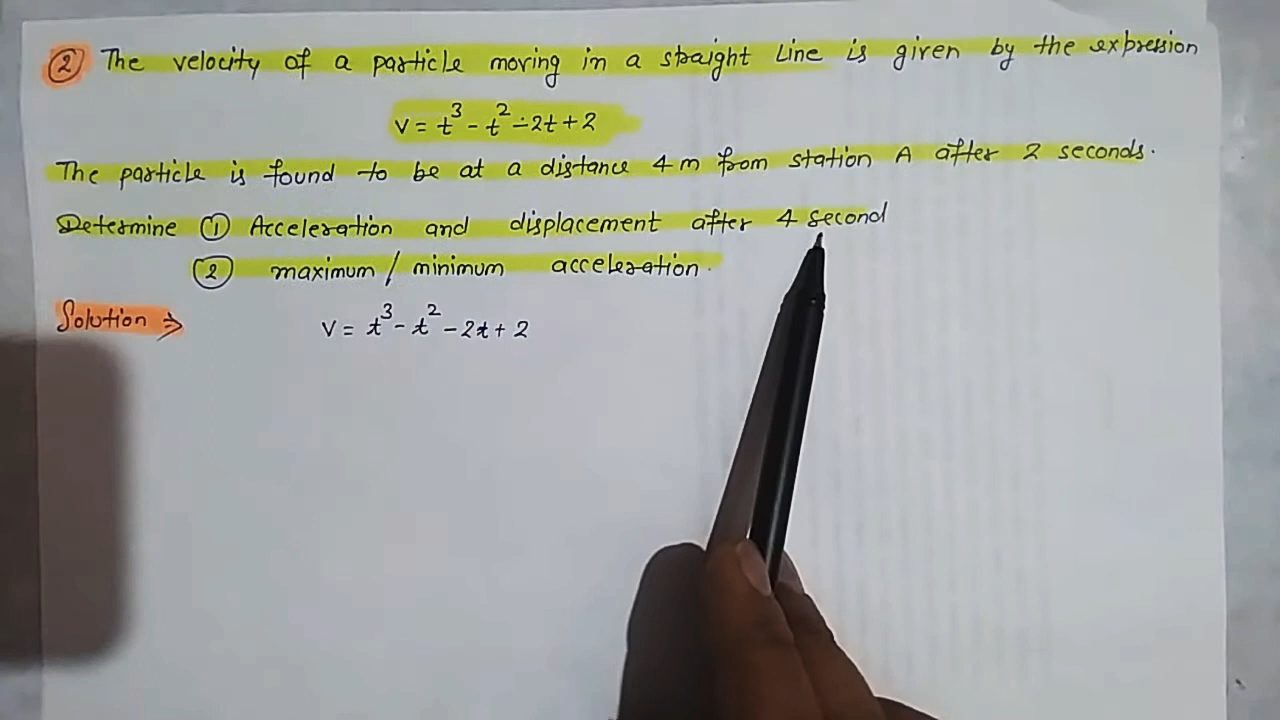 ② The velocity of a particle moving in a straight Line is given by the expression
v = t³ - t² - 2t + 2
The particle is found to be at a distance 4 m from station A after 2 seconds.
Determine ① Acceleration and displacement after 4 second
② maximum / minimum acceleration.
Solution ⇒ v = t³ - t² - 2t + 2